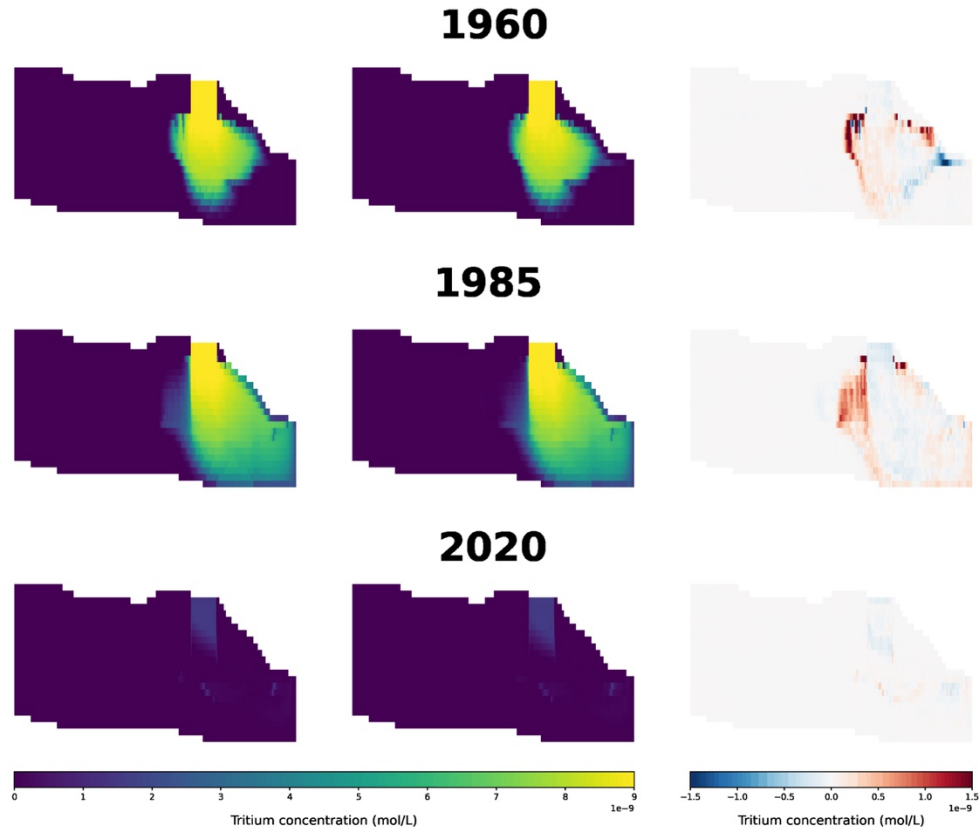 1960
1985
2020
0 1 2 3 4 5 6 7 8 9
1e−9
Tritium concentration (mol/L)
−1.5 −1.0 −0.5 0.0 0.5 1.0 1.5
1e−9
Tritium concentration (mol/L)